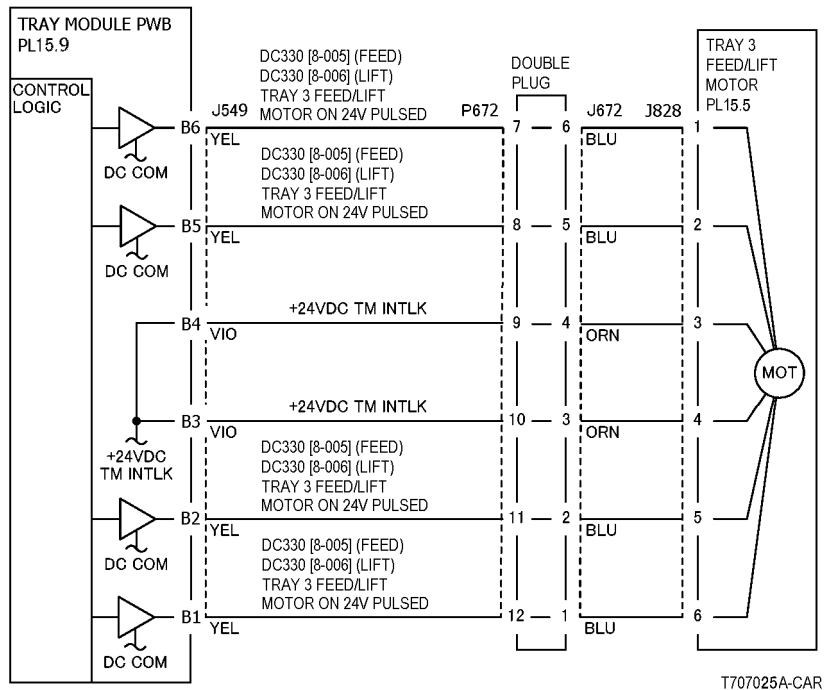 TRAY MODULE PWB
PL15.9
CONTROL
LOGIC
DC330 [8-005] (FEED)
DC330 [8-006] (LIFT)
TRAY 3 FEED/LIFT
MOTOR ON 24V PULSED
DOUBLE
PLUG
TRAY 3
FEED/LIFT
MOTOR
PL15.5
J549
P672
J672
J828
B6
YEL
7
6
BLU
1
DC COM
DC330 [8-005] (FEED)
DC330 [8-006] (LIFT)
TRAY 3 FEED/LIFT
MOTOR ON 24V PULSED
B5
YEL
8
5
BLU
2
DC COM
+24VDC TM INTLK
B4
VIO
9
4
ORN
3
MOT
+24VDC TM INTLK
B3
VIO
10
3
ORN
4
+24VDC
TM INTLK
DC330 [8-005] (FEED)
DC330 [8-006] (LIFT)
TRAY 3 FEED/LIFT
MOTOR ON 24V PULSED
B2
YEL
11
2
BLU
5
DC COM
DC330 [8-005] (FEED)
DC330 [8-006] (LIFT)
TRAY 3 FEED/LIFT
MOTOR ON 24V PULSED
B1
YEL
12
1
BLU
6
DC COM
T707025A-CAR